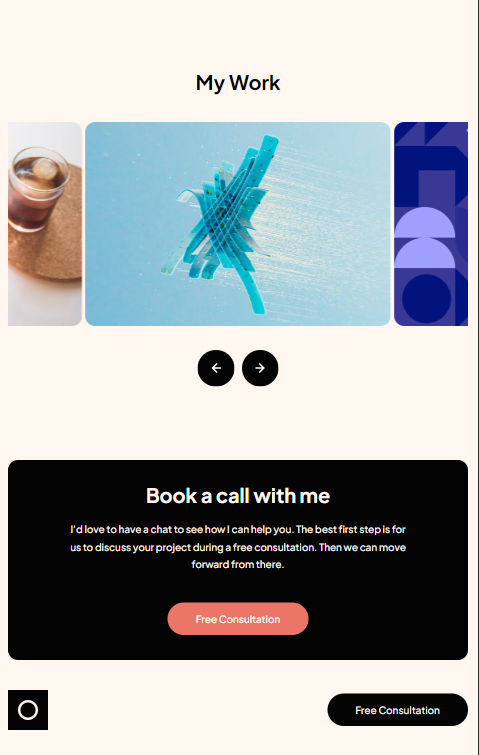 My Work
Book a call with me
I'd love to have a chat to see how I can help you. The best first step is for
us to discuss your project during a free consultation. Then we can move
forward from there.
Free Consultation
Free Consultation